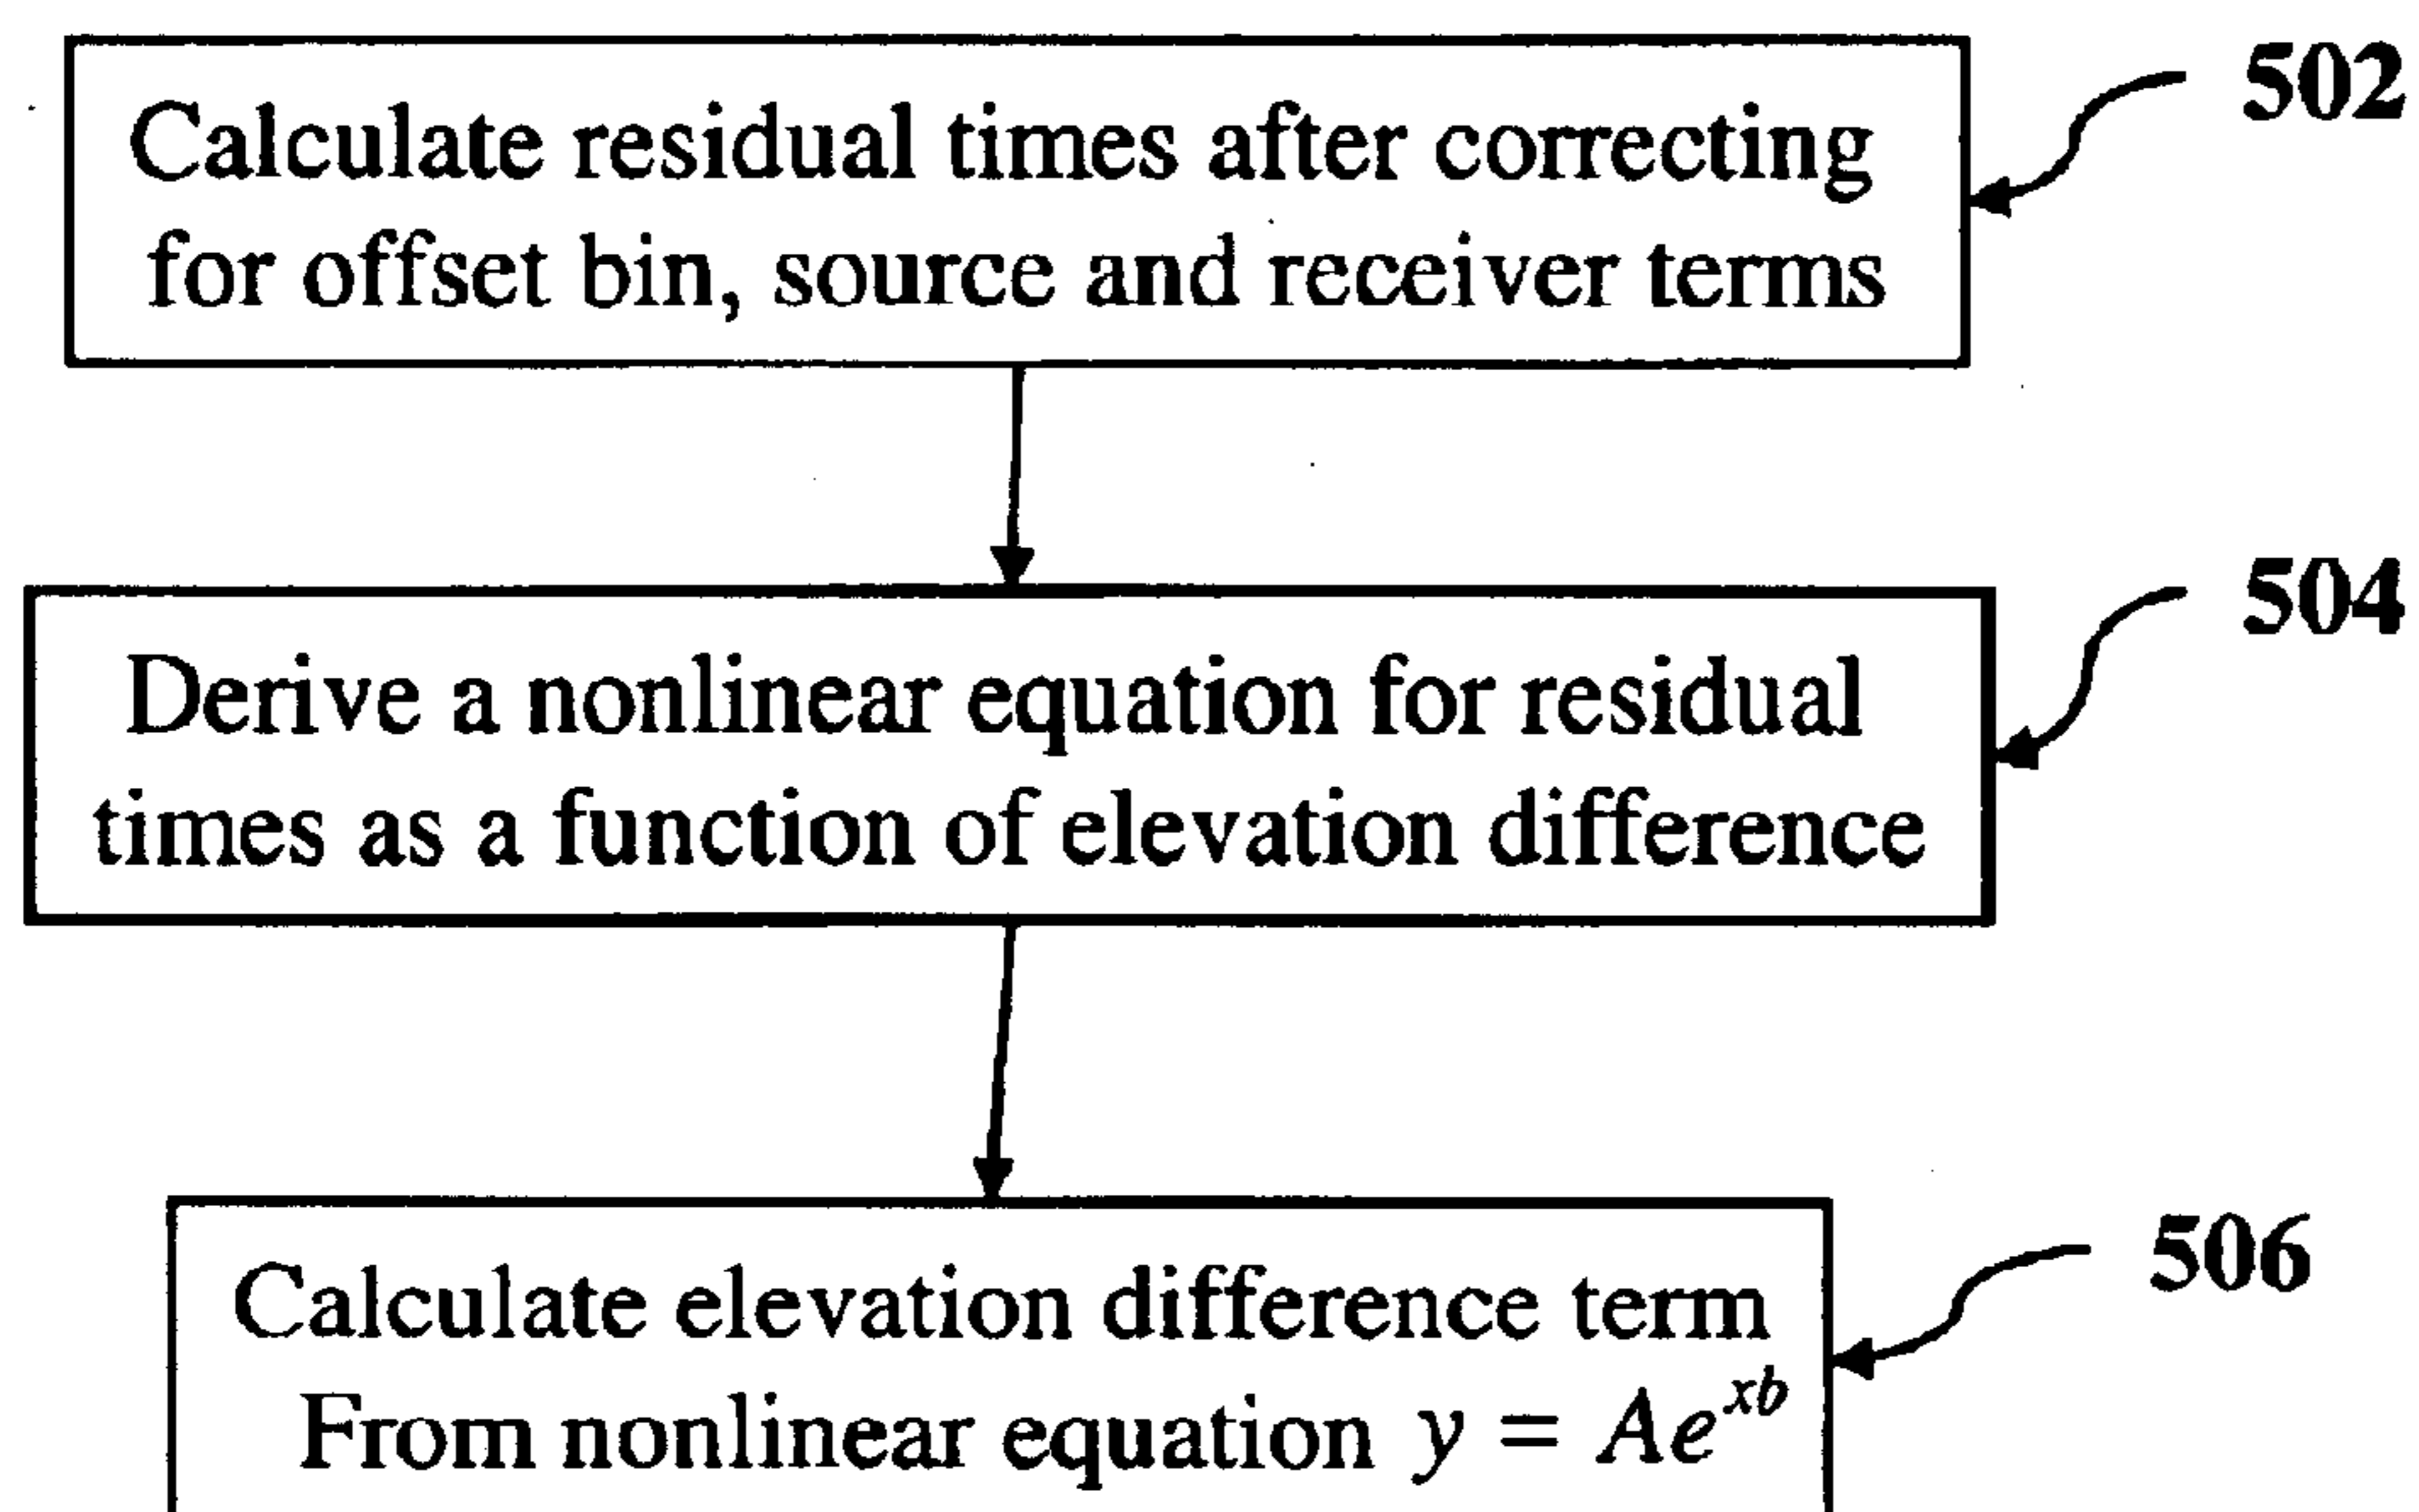 Calculate residual times after correcting
for offset bin, source and receiver terms
502
Derive a nonlinear equation for residual
times as a function of elevation difference
504
Calculate elevation difference term
From nonlinear equation y = Ae^{xb}
506